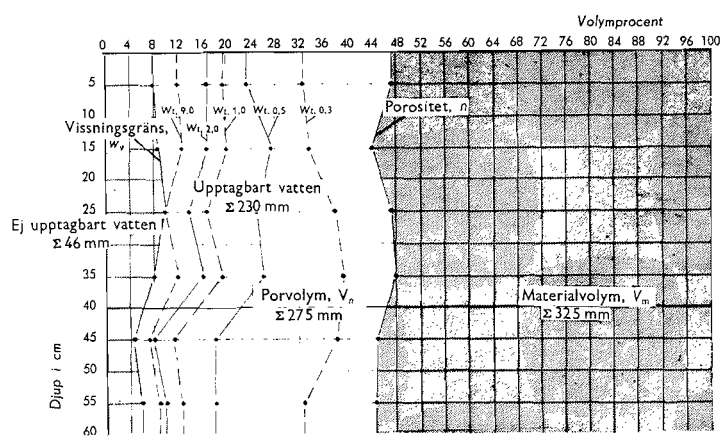 Volymprocent
0 4 8 12 16 20 24 28 32 36 40 44 48 52 56 60 64 68 72 76 80 84 88 92 96 100
5
10
Wt. 9,0 Wt. 1,0 Wt. 0,5 Wt. 0,3 Porositet, n
Vissningsgräns, Wt. 2,0
wv
15
20
Upptagbart vatten
Σ 230 mm
25
Ej upptagbart vatten
Σ 46 mm
30
35
Porvolym, Vn Materialvolym, Vm
Σ 275 mm Σ 325 mm
40
45
50
55
60
Djup i cm